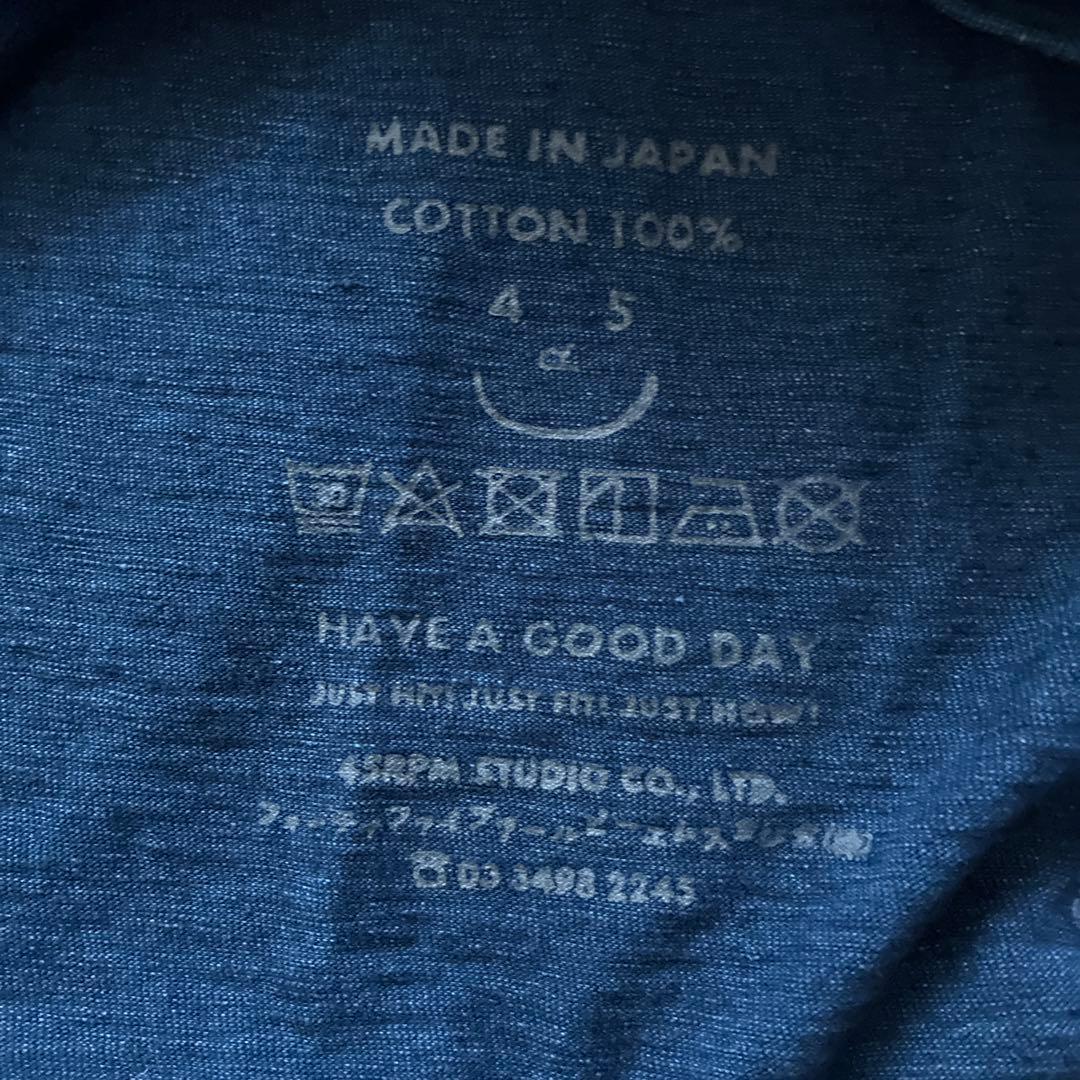 MADE IN JAPAN
COTTON 100%
4 5
α
30
HAVE A GOOD DAY
JUST HIT! JUST FIT! JUST NOW!
45RPM STUDIO CO., LTD.
フォーティファイブアールピーエムスタジオ(株)
☎03 3498 2245